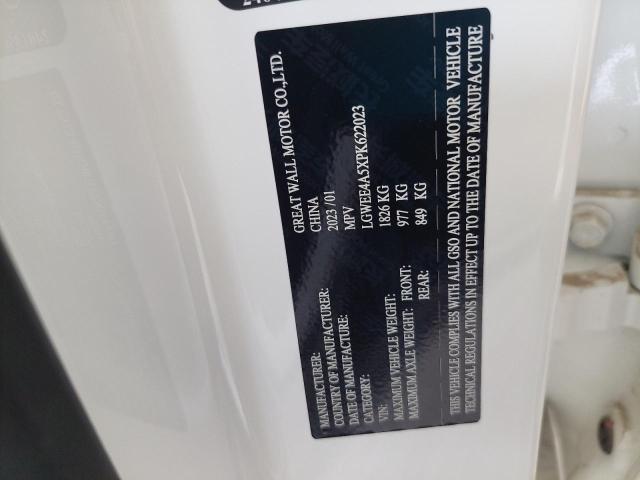 MANUFACTURER: GREAT WALL MOTOR CO.,LTD.
COUNTRY OF MANUFACTURER: CHINA
DATE OF MANUFACTURE: 2023 /01
CATEGORY: MPV
VIN: LGWEE4A5XPK622023
MAXIMUM VEHICLE WEIGHT: 1826 KG
MAXIMUM AXLE WEIGHT: FRONT: 977 KG
REAR: 849 KG
THIS VEHICLE COMPLIES WITH ALL GSO AND NATIONAL MOTOR VEHICLE
TECHNICAL REGULATIONS IN EFFECT UP TO THE DATE OF MANUFACTURE